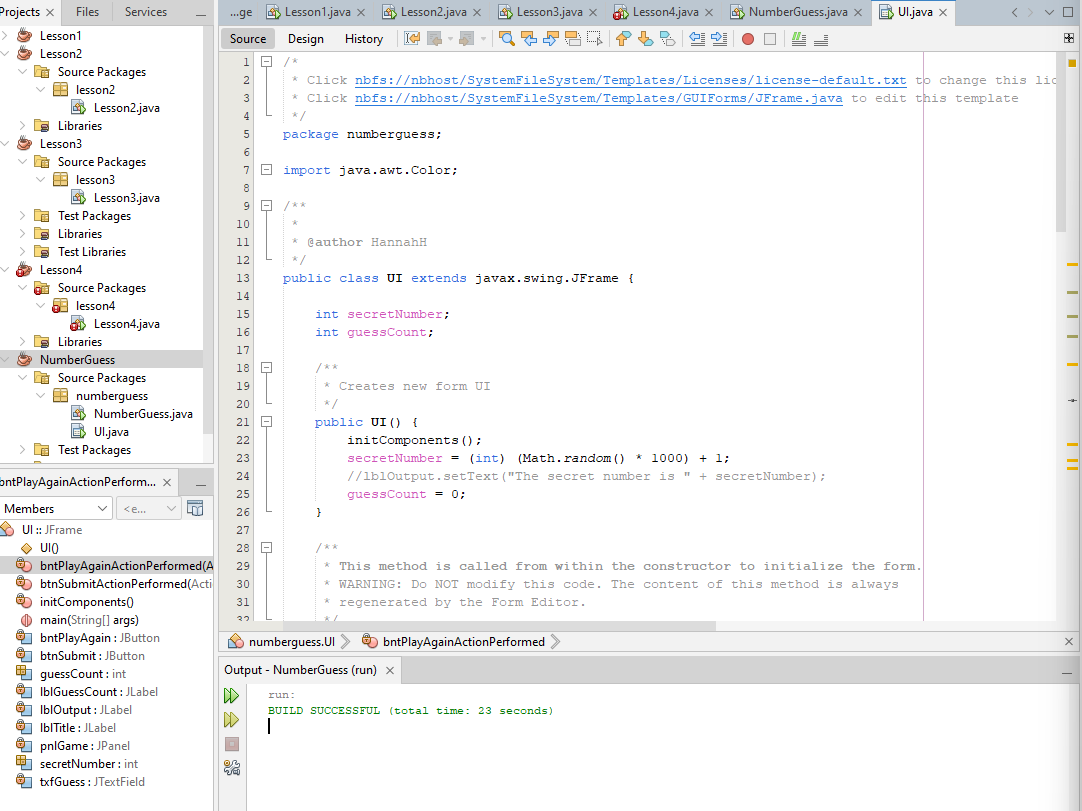 Projects Files Services
Lesson1
Lesson2
Source Packages
lesson2
Lesson2.java
Libraries
Lesson3
Source Packages
lesson3
Lesson3.java
Test Packages
Libraries
Test Libraries
Lesson4
Source Packages
lesson4
Lesson4.java
Libraries
NumberGuess
Source Packages
numberguess
NumberGuess.java
UI.java
Test Packages
bntPlayAgainActionPerform...
Members <e...
UI :: JFrame
UI()
bntPlayAgainActionPerformed(A
btnSubmitActionPerformed(Acti
initComponents()
main(String[] args)
bntPlayAgain : JButton
btnSubmit : JButton
guessCount : int
lblGuessCount : JLabel
lblOutput : JLabel
lblTitle : JLabel
pnlGame : JPanel
secretNumber : int
txfGuess : JTextField
...ge Lesson1.java Lesson2.java Lesson3.java Lesson4.java NumberGuess.java UI.java
Source Design History
1 /*
2 * Click nbfs://nbhost/SystemFileSystem/Templates/Licenses/license-default.txt to change this lic
3 * Click nbfs://nbhost/SystemFileSystem/Templates/GUIForms/JFrame.java to edit this template
4 */
5 package numberguess;
6
7 import java.awt.Color;
8
9 /**
10 *
11 * @author HannahH
12 */
13 public class UI extends javax.swing.JFrame {
14
15 int secretNumber;
16 int guessCount;
17
18 /**
19 * Creates new form UI
20 */
21 public UI() {
22 initComponents();
23 secretNumber = (int) (Math.random() * 1000) + 1;
24 //lblOutput.setText("The secret number is " + secretNumber);
25 guessCount = 0;
26 }
27
28 /**
29 * This method is called from within the constructor to initialize the form.
30 * WARNING: Do NOT modify this code. The content of this method is always
31 * regenerated by the Form Editor.
32 */
numberguess.UI bntPlayAgainActionPerformed
Output - NumberGuess (run)
run:
BUILD SUCCESSFUL (total time: 23 seconds)